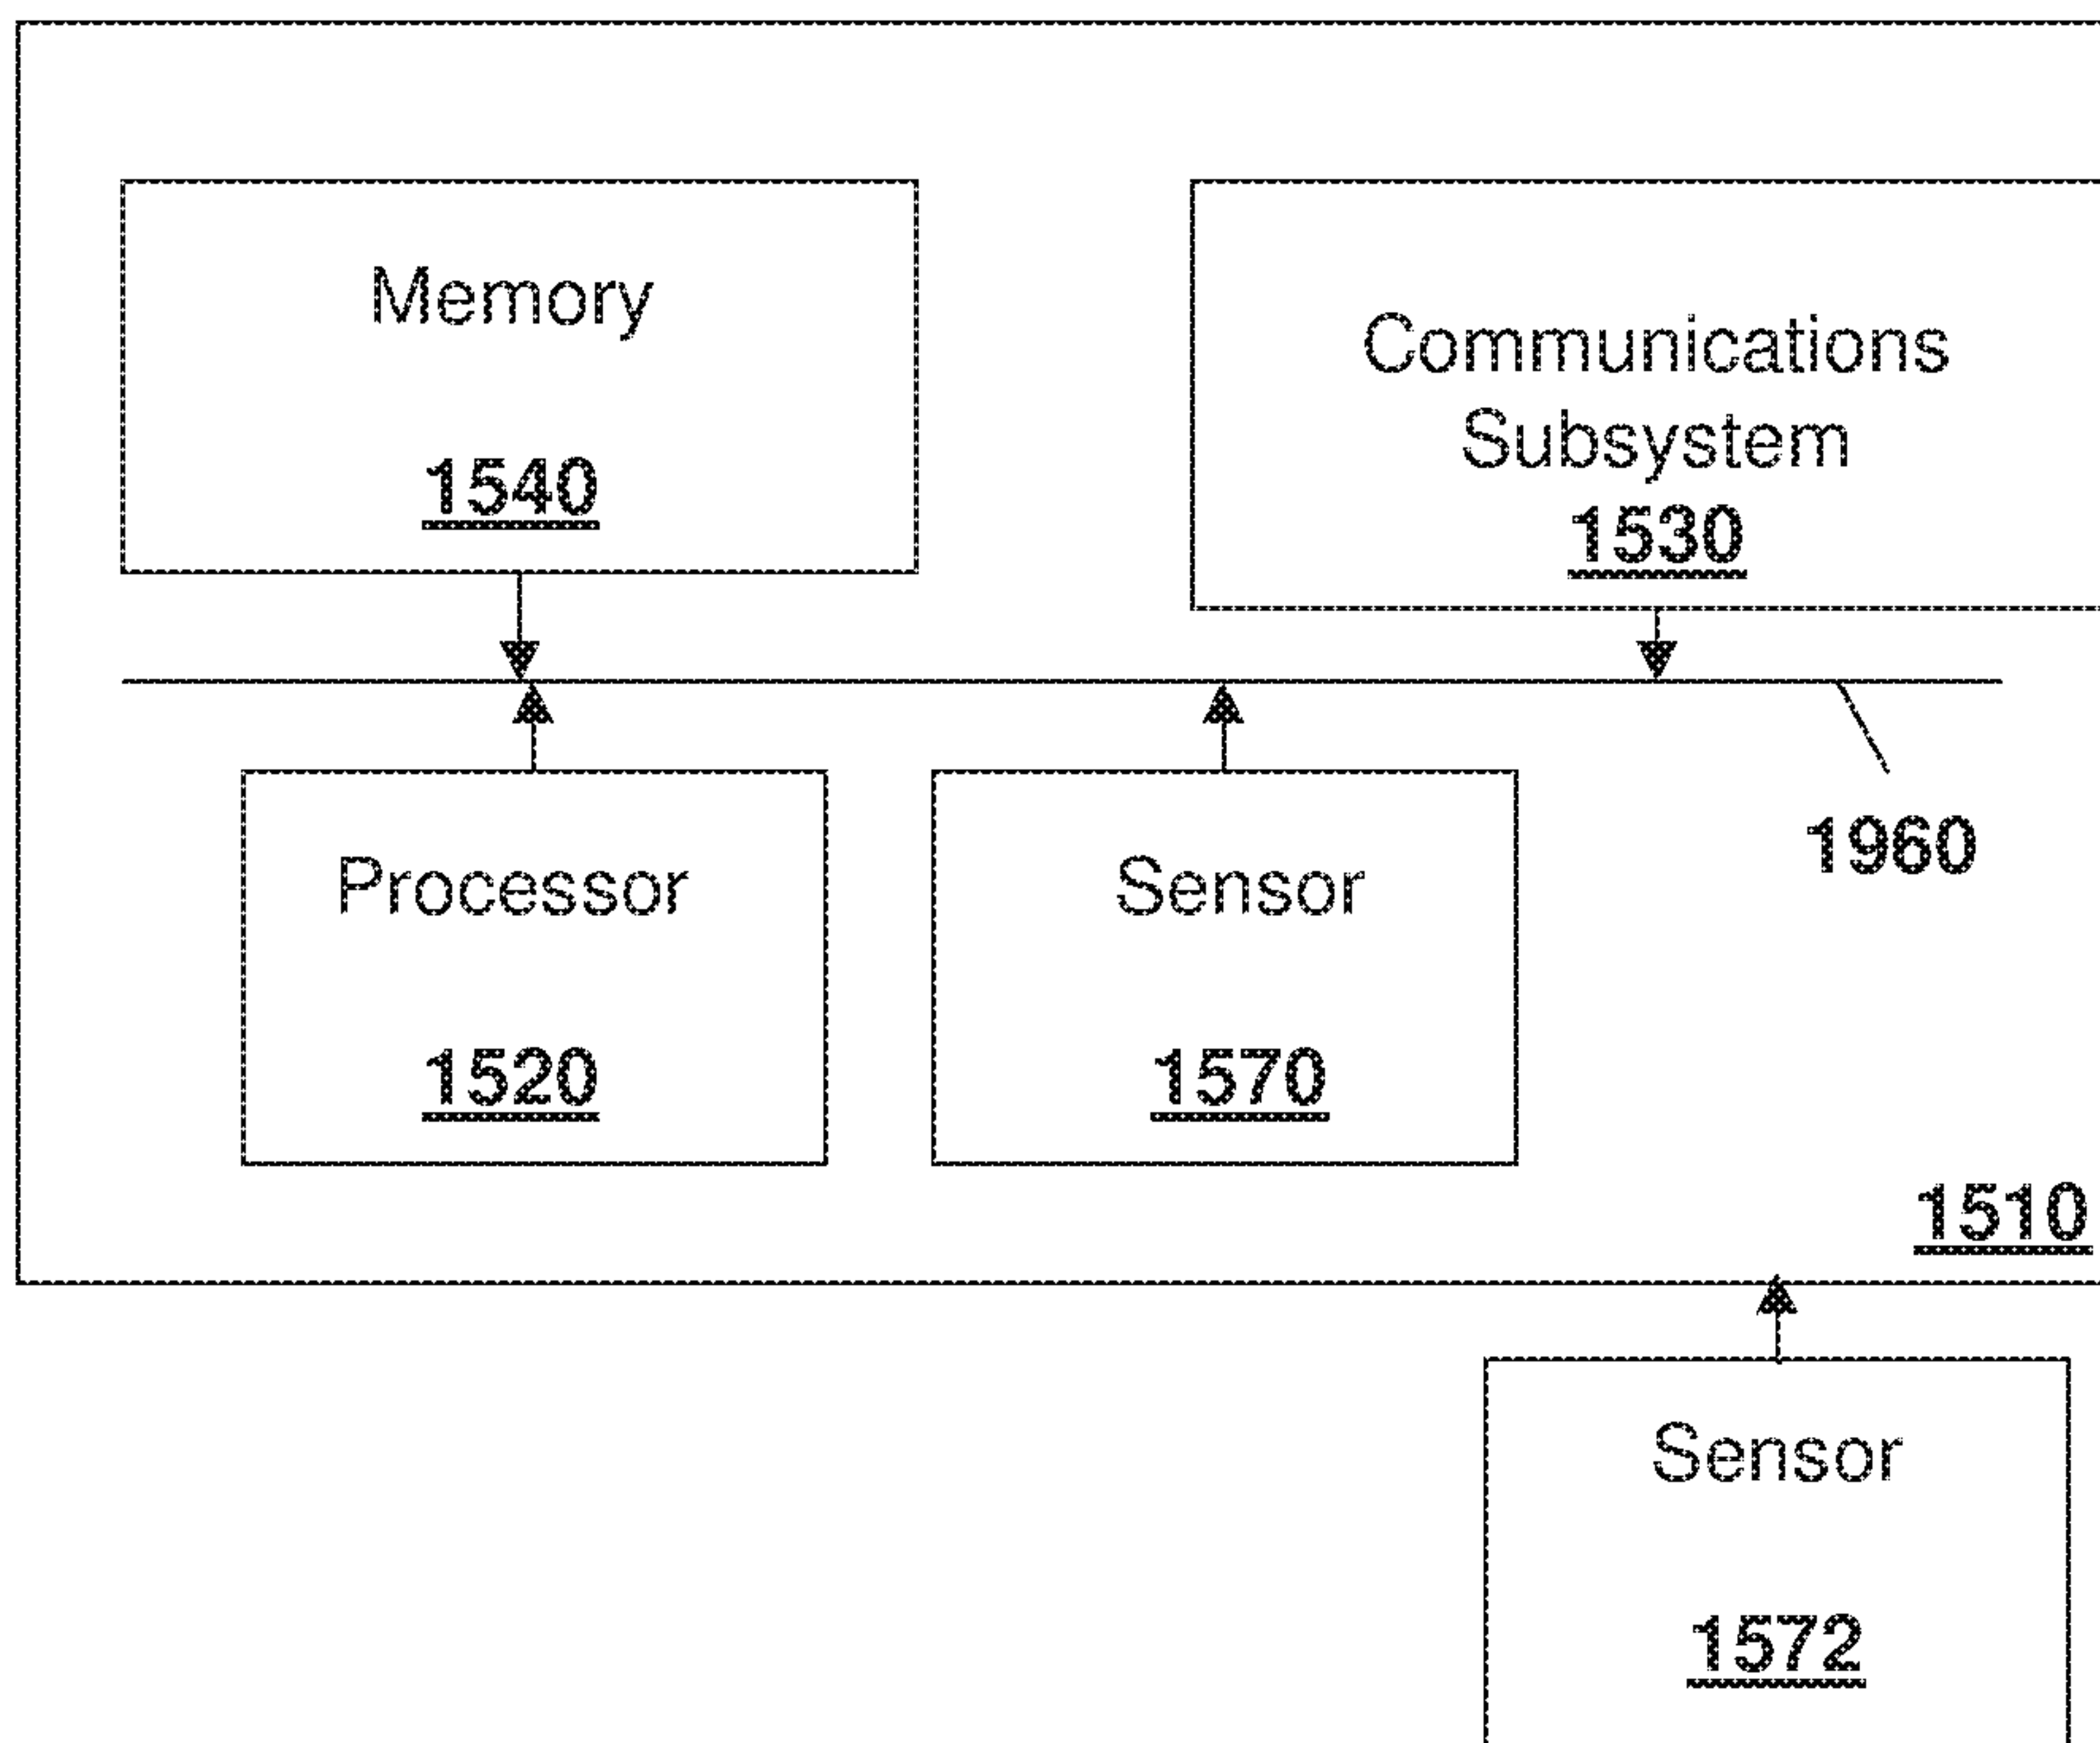 Memory
1540
Communications
Subsystem
1530
Processor
1520
Sensor
1570
1960
1510
Sensor
1572